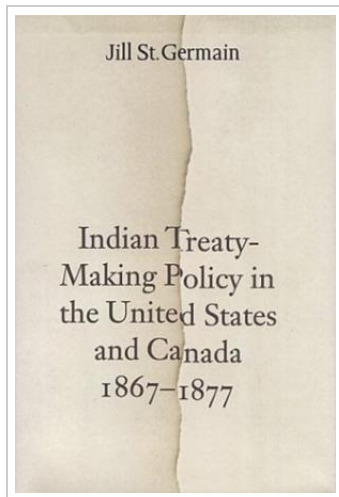 Jill St. Germain
Indian Treaty-
Making Policy in
the United States
and Canada
1867–1877